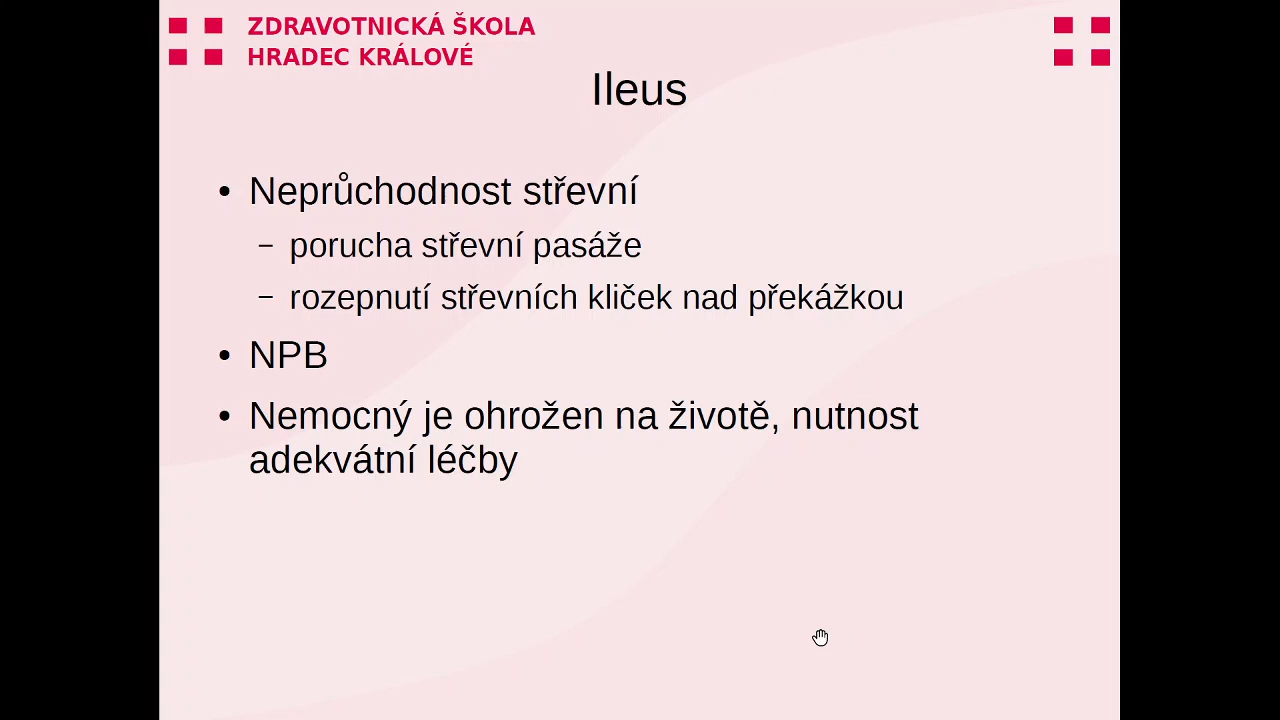 ZDRAVOTNICKÁ ŠKOLA
HRADEC KRÁLOVÉ
Ileus
• Neprůchodnost střevní
– porucha střevní pasáže
– rozepnutí střevních kliček nad překážkou
• NPB
• Nemocný je ohrožen na životě, nutnost
adekvátní léčby